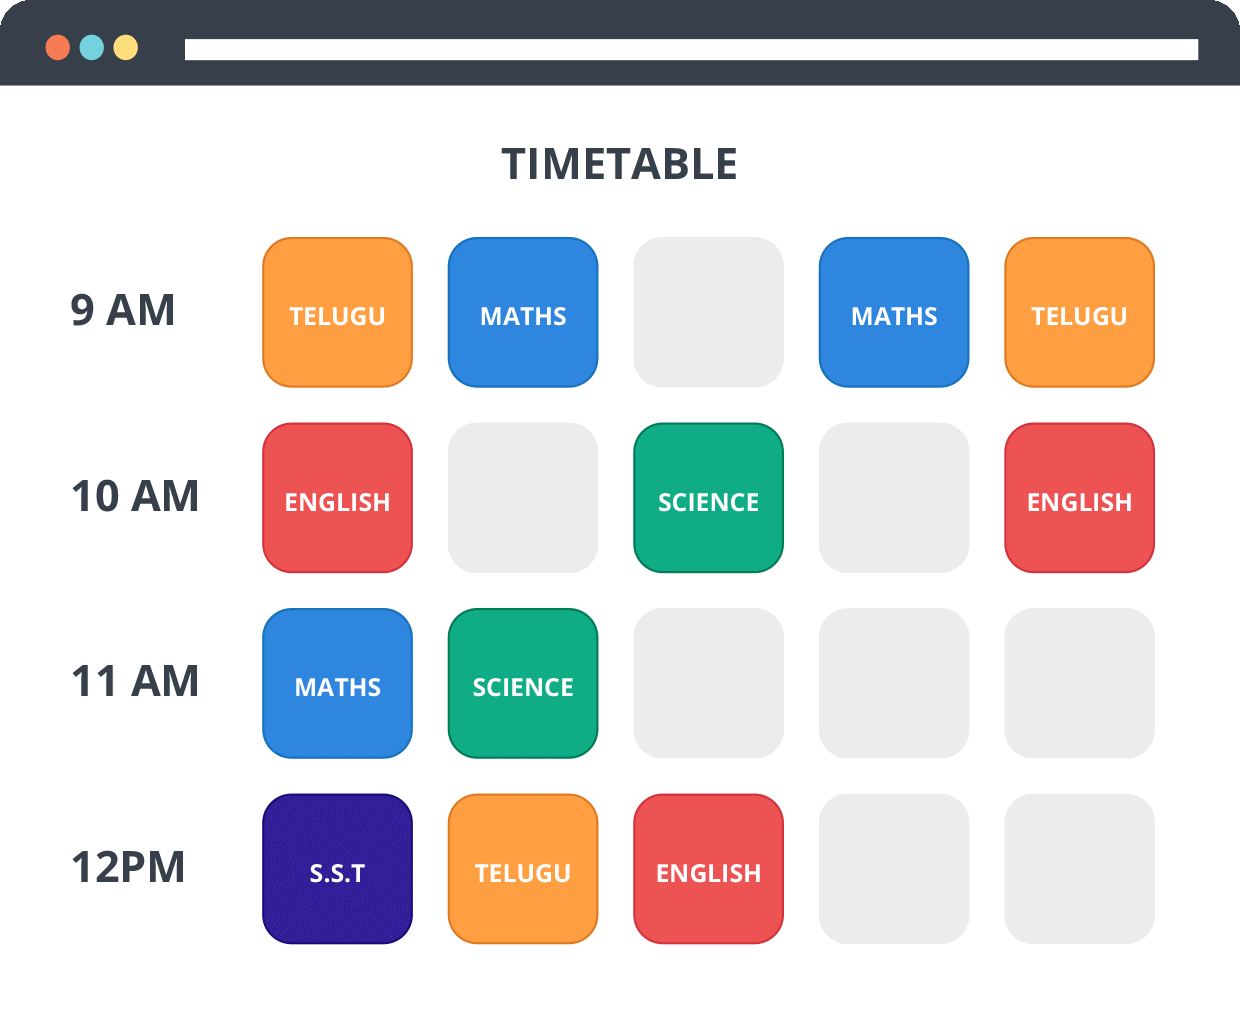 TIMETABLE
9 AM TELUGU MATHS MATHS TELUGU
10 AM ENGLISH SCIENCE ENGLISH
11 AM MATHS SCIENCE
12PM S.S.T TELUGU ENGLISH